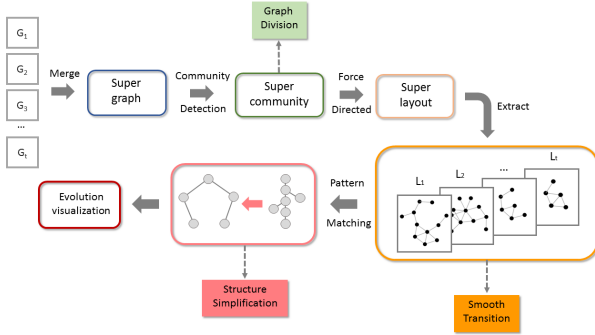 G1
G2
G3
...
Gt
Merge
Super
graph
Community
Detection
Graph
Division
Super
community
Force
Directed
Super
layout
Extract
L1
L2
...
Lt
Pattern
Matching
Evolution
visualization
Structure
Simplification
Smooth
Transition